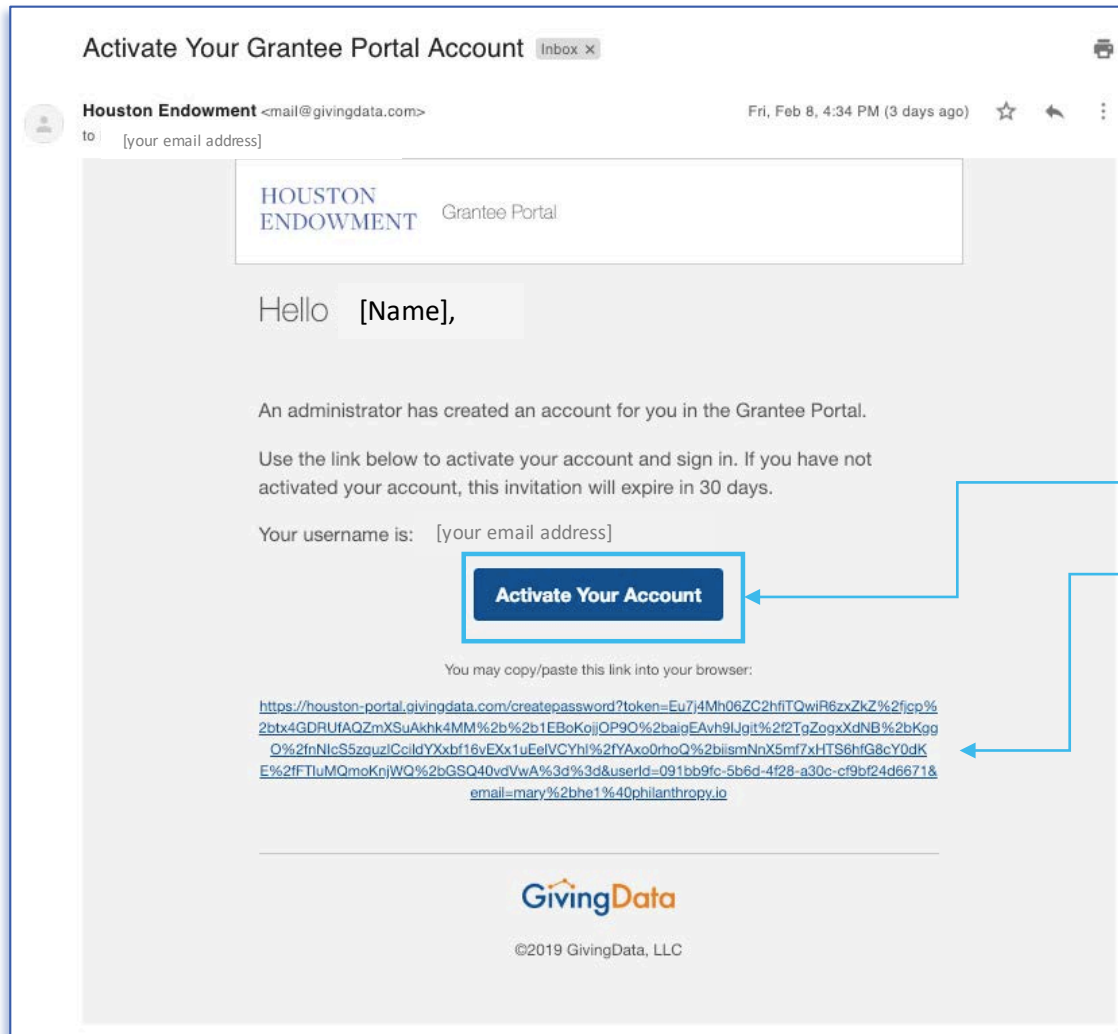 Activate Your Grantee Portal Account Inbox ×
Houston Endowment <mail@givingdata.com> Fri, Feb 8, 4:34 PM (3 days ago)
to [your email address]
HOUSTON
ENDOWMENT Grantee Portal
Hello [Name],
An administrator has created an account for you in the Grantee Portal.
Use the link below to activate your account and sign in. If you have not
activated your account, this invitation will expire in 30 days.
Your username is: [your email address]
Activate Your Account
You may copy/paste this link into your browser:
https://houston-portal.givingdata.com/createpassword?token=Eu7j4Mh06ZC2hfiTQwiR6zxZkZ%2fjcp%
2btx4GDRUfAQZmXSuAkhk4MM%2b%2b1EBoKojjOP9O%2baigEAvh9IJgit%2f2TgZogxXdNB%2bKgg
O%2fnNIcS5zquzICcildYXxbf16vEXx1uEeIVCYhI%2fYAxo0rhoQ%2biismNnX5mf7xHTS6hfG8cY0dK
E%2fFTIuMQmoKnjWQ%2bGSQ40vdVwA%3d%3d&userId=091bb9fc-5b6d-4f28-a30c-cf9bf24d6671&
email=mary%2bhe1%40philanthropy.io
GivingData
©2019 GivingData, LLC